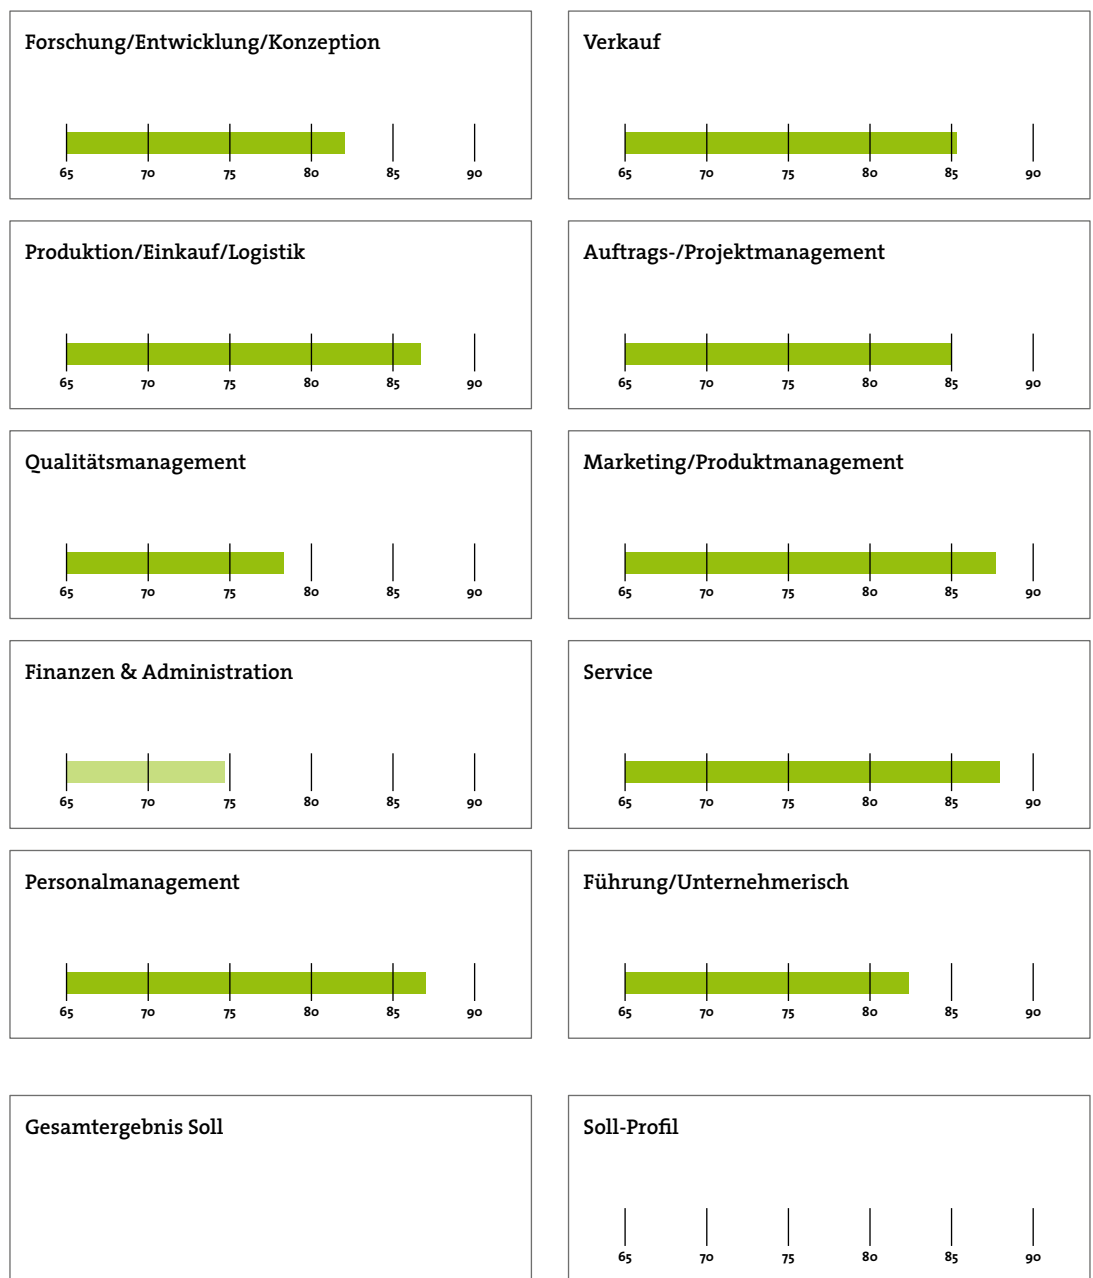 Forschung/Entwicklung/Konzeption
65 70 75 80 85 90
Verkauf
65 70 75 80 85 90
Produktion/Einkauf/Logistik
65 70 75 80 85 90
Auftrags-/Projektmanagement
65 70 75 80 85 90
Qualitätsmanagement
65 70 75 80 85 90
Marketing/Produktmanagement
65 70 75 80 85 90
Finanzen & Administration
65 70 75 80 85 90
Service
65 70 75 80 85 90
Personalmanagement
65 70 75 80 85 90
Führung/Unternehmerisch
65 70 75 80 85 90
Gesamtergebnis Soll
Soll-Profil
65 70 75 80 85 90